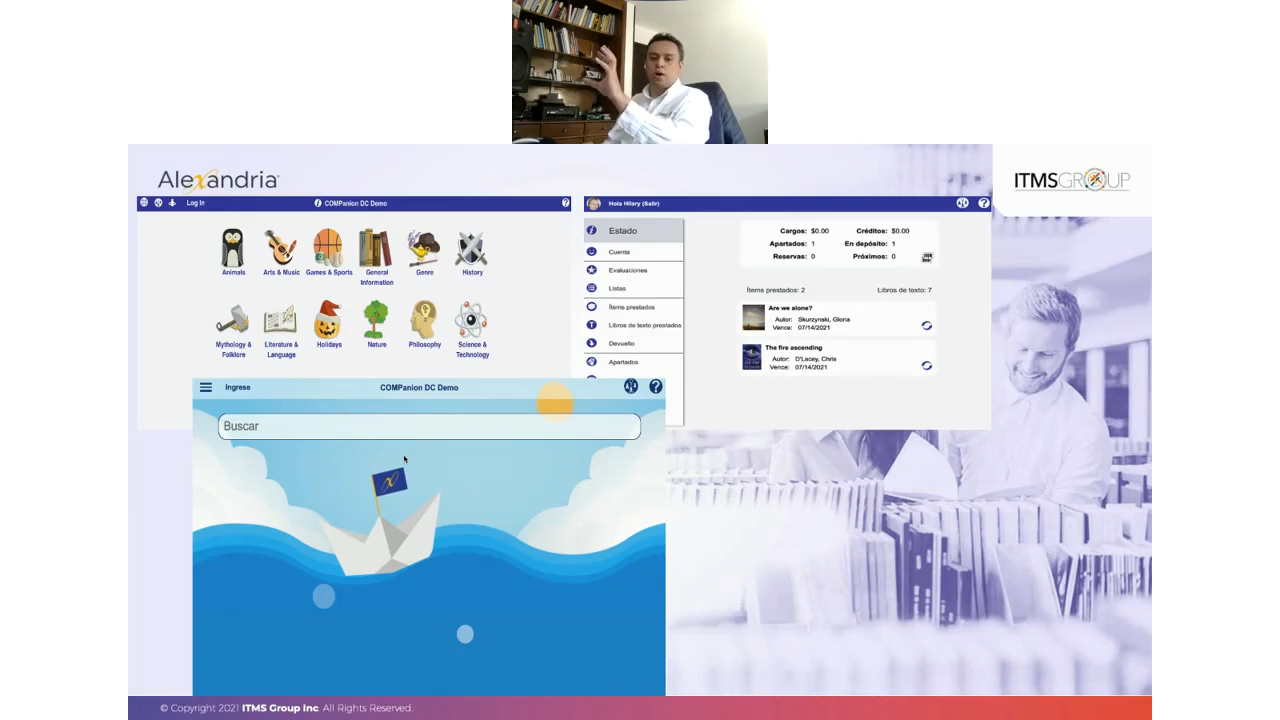 Alexandria
ITMSGROUP
Log In
COMPanion DC Demo
Animals
Arts & Music
Games & Sports
General
Information
Genre
History
Mythology &
Folklore
Literature &
Language
Holidays
Nature
Philosophy
Science &
Technology
Hola Hillary (Salir)
Estado
Cuenta
Evaluaciones
Listas
Ítems prestados
Libros de texto prestados
Devuelto
Apartados
Cargos: $0.00
Créditos: $0.00
Apartados: 1
En depósito: 1
Reservas: 0
Próximos: 0
Ítems prestados: 2
Libros de texto: 7
Are we alone?
Autor: Skurzynski, Gloria
Vence: 07/14/2021
The fire ascending
Autor: D'Lacey, Chris
Vence: 07/14/2021
Ingrese
COMPanion DC Demo
Buscar
© Copyright 2021 ITMS Group Inc. All Rights Reserved.